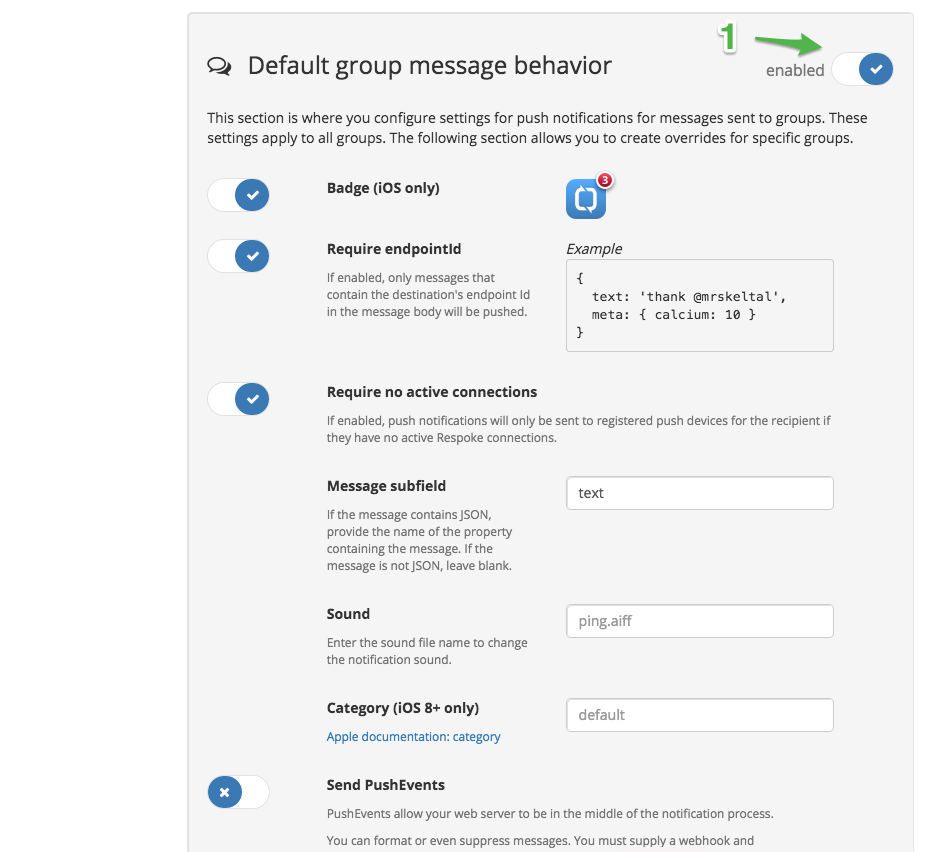 1
Default group message behavior
enabled
This section is where you configure settings for push notifications for messages sent to groups. These
settings apply to all groups. The following section allows you to create overrides for specific groups.
Badge (iOS only)
3
Require endpointId
If enabled, only messages that
contain the destination's endpoint Id
in the message body will be pushed.
Example
{
  text: 'thank @mrskeltal',
  meta: { calcium: 10 }
}
Require no active connections
If enabled, push notifications will only be sent to registered push devices for the recipient if
they have no active Respoke connections.
Message subfield
If the message contains JSON,
provide the name of the property
containing the message. If the
message is not JSON, leave blank.
text
Sound
Enter the sound file name to change
the notification sound.
ping.aiff
Category (iOS 8+ only)
Apple documentation: category
default
Send PushEvents
PushEvents allow your web server to be in the middle of the notification process.
You can format or even suppress messages. You must supply a webhook and